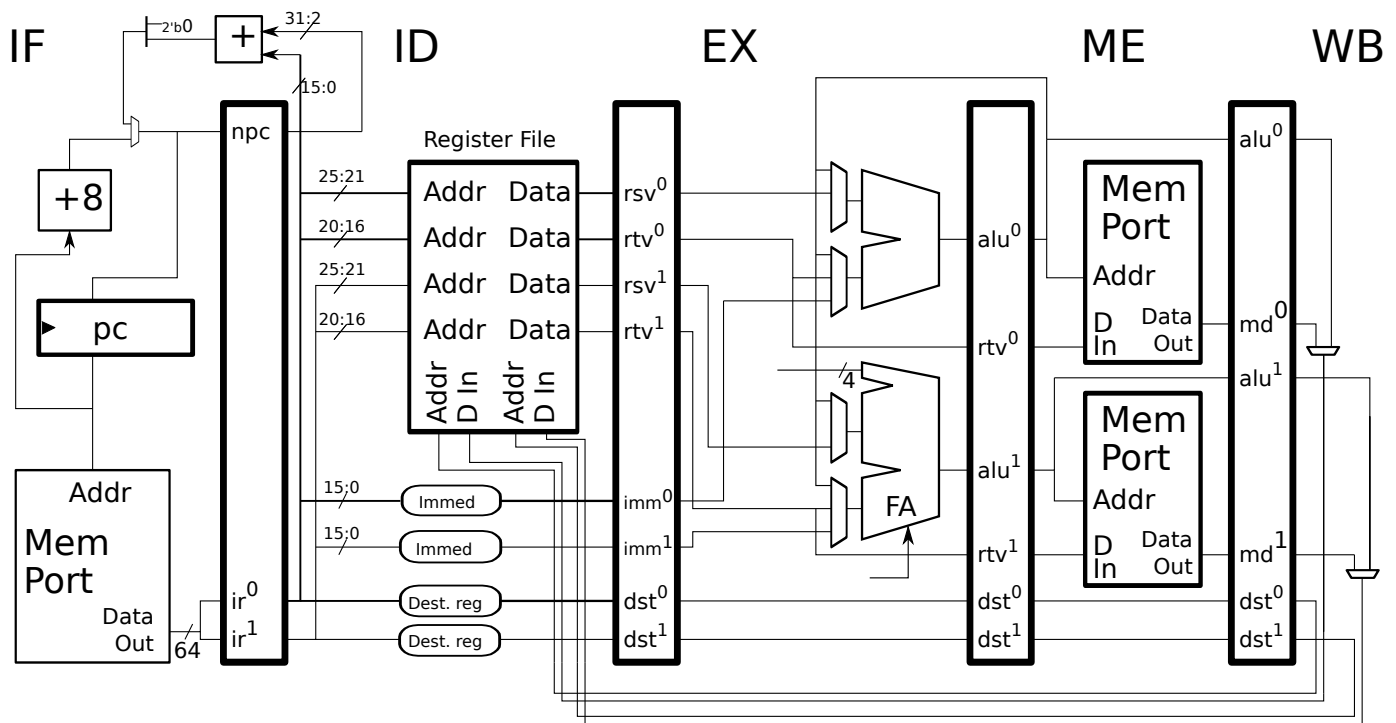 IF
ID
EX
ME
WB
2'b0
+
31:2
15:0
npc
+8
pc
Addr
Mem
Port
Data
Out
64
ir0
ir1
Register File
25:21
Addr
Data
20:16
Addr
Data
25:21
Addr
Data
20:16
Addr
Data
Addr
D In
Addr
D In
15:0
Immed
15:0
Immed
Dest. reg
Dest. reg
rsv0
rtv0
rsv1
rtv1
imm0
imm1
dst0
dst1
4
FA
alu0
rtv0
alu1
rtv1
dst0
dst1
Mem
Port
Addr
D
In
Data
Out
Mem
Port
Addr
D
In
Data
Out
alu0
md0
alu1
md1
dst0
dst1